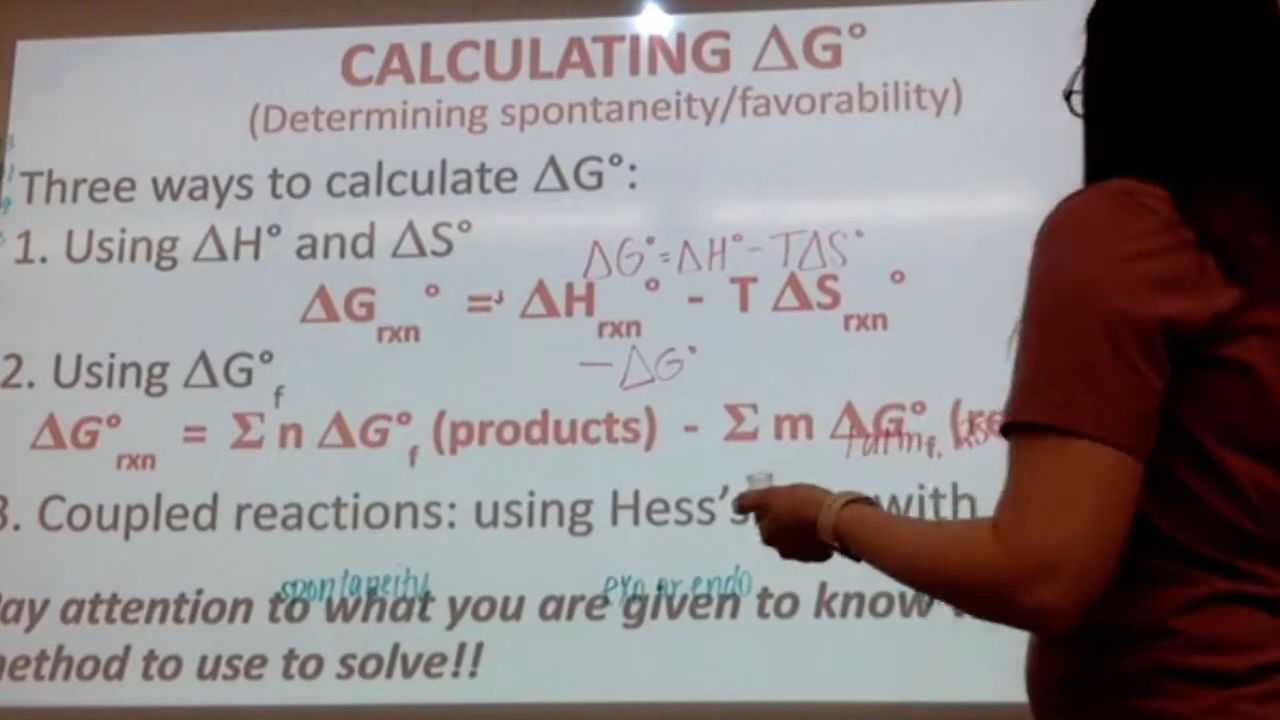 CALCULATING ΔG°
(Determining spontaneity/favorability)
Three ways to calculate ΔG°:
1. Using ΔH° and ΔS°
ΔG°=ΔH°-TΔS°
ΔG rxn ° = ΔH rxn ° - T ΔS rxn °
2. Using ΔG°f
-ΔG°
ΔG°rxn = Σ n ΔG°f (products) - Σ m ΔG°f (re
3. Coupled reactions: using Hess's with
spontaneity exo or endo
ay attention to what you are given to know
ethod to use to solve!!